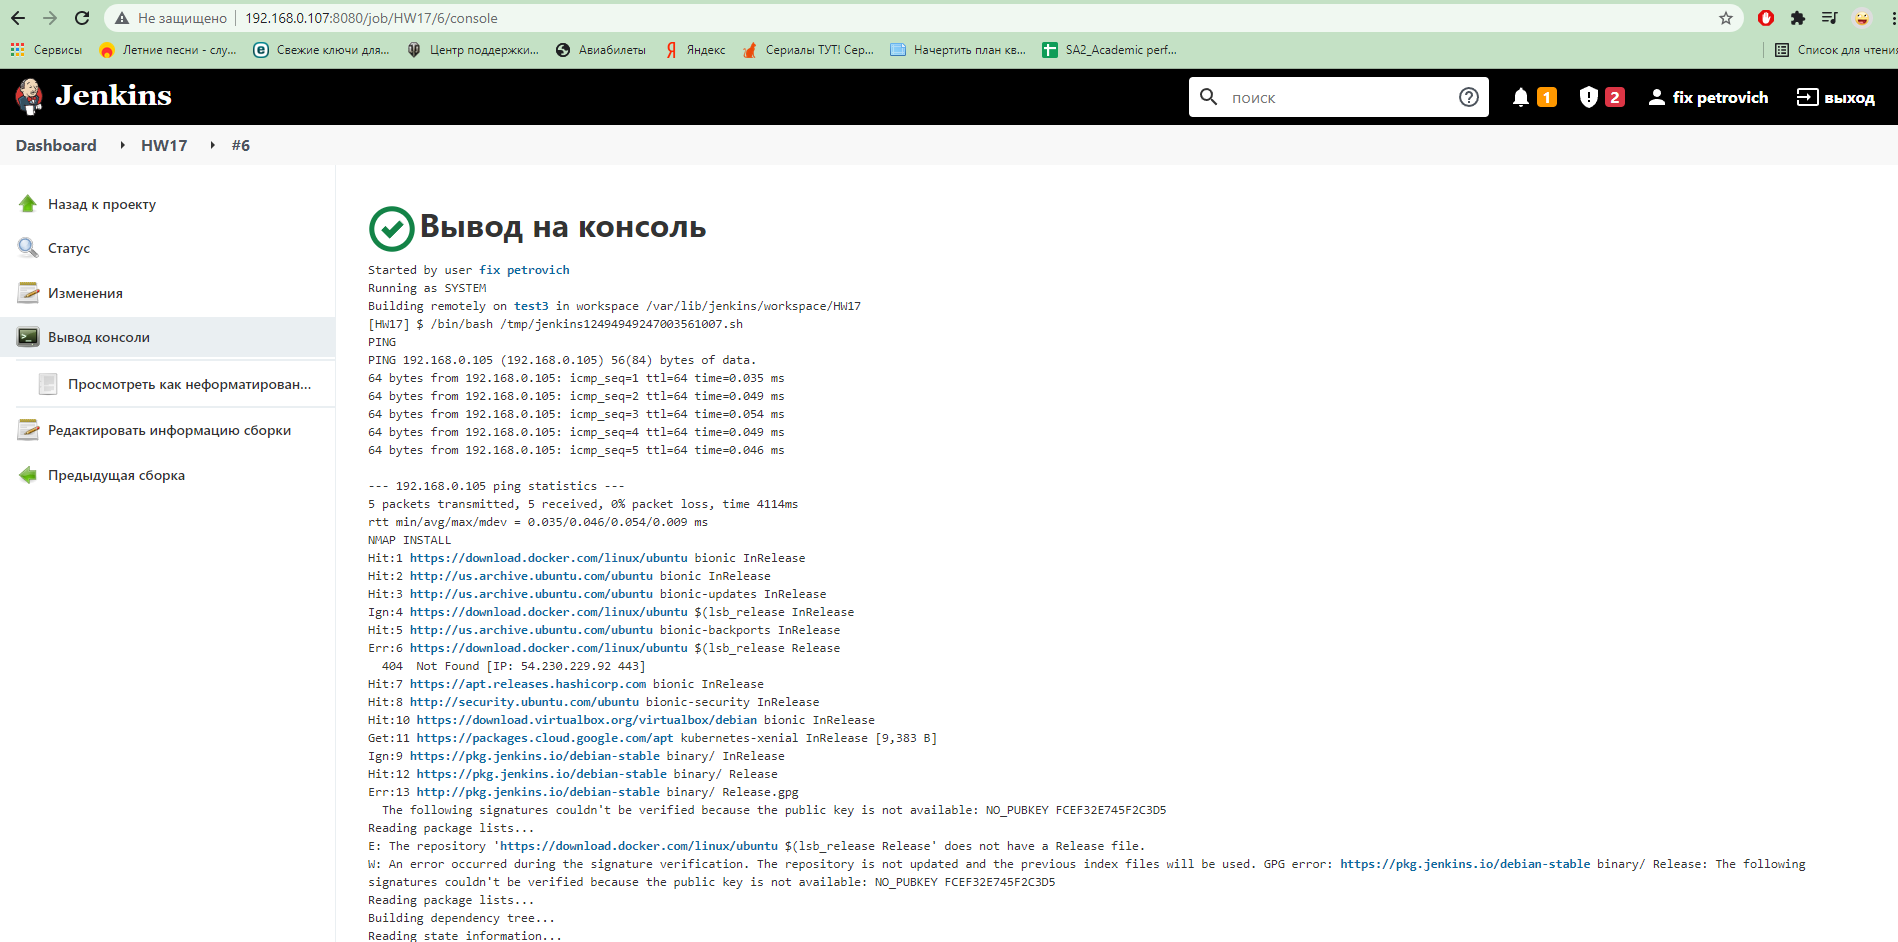 Не защищено 192.168.0.107:8080/job/HW17/6/console
Сервисы Летние песни - слу... Свежие ключи для... Центр поддержки... Авиабилеты Яндекс Сериалы ТУТ! Сер... Начертить план кв... SA2_Academic perf... Список для чтения
Jenkins поиск 1 2 fix petrovich выход
Dashboard HW17 #6
Назад к проекту
Статус
Изменения
Вывод консоли
Просмотреть как неформатирован...
Редактировать информацию сборки
Предыдущая сборка
Вывод на консоль
Started by user fix petrovich
Running as SYSTEM
Building remotely on test3 in workspace /var/lib/jenkins/workspace/HW17
[HW17] $ /bin/bash /tmp/jenkins12494949247003561007.sh
PING
PING 192.168.0.105 (192.168.0.105) 56(84) bytes of data.
64 bytes from 192.168.0.105: icmp_seq=1 ttl=64 time=0.035 ms
64 bytes from 192.168.0.105: icmp_seq=2 ttl=64 time=0.049 ms
64 bytes from 192.168.0.105: icmp_seq=3 ttl=64 time=0.054 ms
64 bytes from 192.168.0.105: icmp_seq=4 ttl=64 time=0.049 ms
64 bytes from 192.168.0.105: icmp_seq=5 ttl=64 time=0.046 ms
--- 192.168.0.105 ping statistics ---
5 packets transmitted, 5 received, 0% packet loss, time 4114ms
rtt min/avg/max/mdev = 0.035/0.046/0.054/0.009 ms
NMAP INSTALL
Hit:1 https://download.docker.com/linux/ubuntu bionic InRelease
Hit:2 http://us.archive.ubuntu.com/ubuntu bionic InRelease
Hit:3 http://us.archive.ubuntu.com/ubuntu bionic-updates InRelease
Ign:4 https://download.docker.com/linux/ubuntu $(lsb_release InRelease
Hit:5 http://us.archive.ubuntu.com/ubuntu bionic-backports InRelease
Err:6 https://download.docker.com/linux/ubuntu $(lsb_release Release
404  Not Found [IP: 54.230.229.92 443]
Hit:7 https://apt.releases.hashicorp.com bionic InRelease
Hit:8 http://security.ubuntu.com/ubuntu bionic-security InRelease
Hit:10 https://download.virtualbox.org/virtualbox/debian bionic InRelease
Get:11 https://packages.cloud.google.com/apt kubernetes-xenial InRelease [9,383 B]
Ign:9 https://pkg.jenkins.io/debian-stable binary/ InRelease
Hit:12 https://pkg.jenkins.io/debian-stable binary/ Release
Err:13 http://pkg.jenkins.io/debian-stable binary/ Release.gpg
The following signatures couldn't be verified because the public key is not available: NO_PUBKEY FCEF32E745F2C3D5
Reading package lists...
E: The repository 'https://download.docker.com/linux/ubuntu $(lsb_release Release' does not have a Release file.
W: An error occurred during the signature verification. The repository is not updated and the previous index files will be used. GPG error: https://pkg.jenkins.io/debian-stable binary/ Release: The following
signatures couldn't be verified because the public key is not available: NO_PUBKEY FCEF32E745F2C3D5
Reading package lists...
Building dependency tree...
Reading state information...